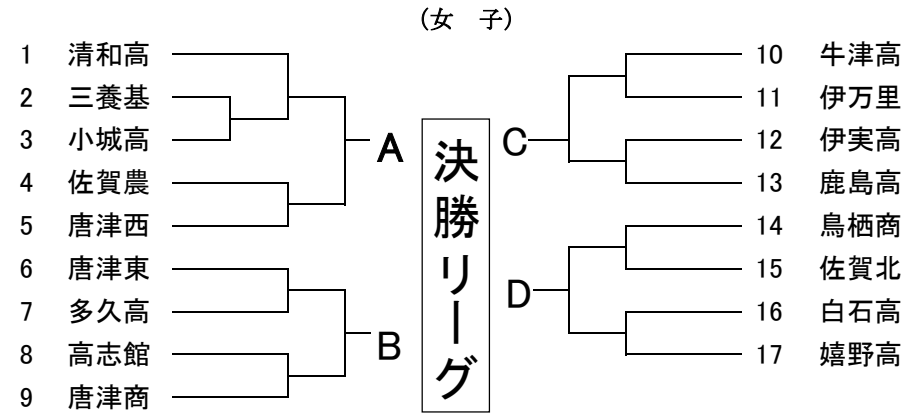 (女 子)
1 清和高
2 三養基
3 小城高
4 佐賀農
5 唐津西
6 唐津東
7 多久高
8 高志館
9 唐津商
A
B
決勝リーグ
C
D
10 牛津高
11 伊万里
12 伊実高
13 鹿島高
14 鳥栖商
15 佐賀北
16 白石高
17 嬉野高